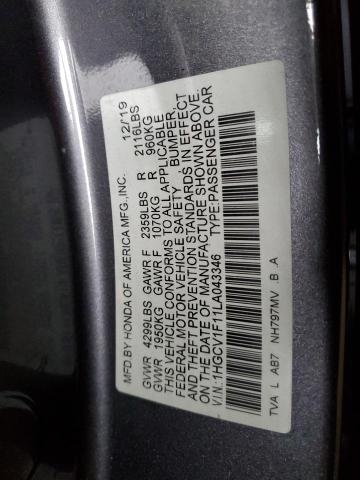 MFD.BY HONDA OF AMERICA MFG.,INC. 12/19
GVWR 4299LBS GAWR F 2359LBS R 2116LBS
GVWR 1950KG GAWR F 1070KG R 960KG
THIS VEHICLE CONFORMS TO ALL APPLICABLE
FEDERAL MOTOR VEHICLE SAFETY, BUMPER,
AND THEFT PREVENTION STANDARDS IN EFFECT
ON THE DATE OF MANUFACTURE SHOWN ABOVE
V.I.N.:1HGCV1F11LA043346 TYPE:PASSENGER CAR
TVA L AB7 NH797MV .B A